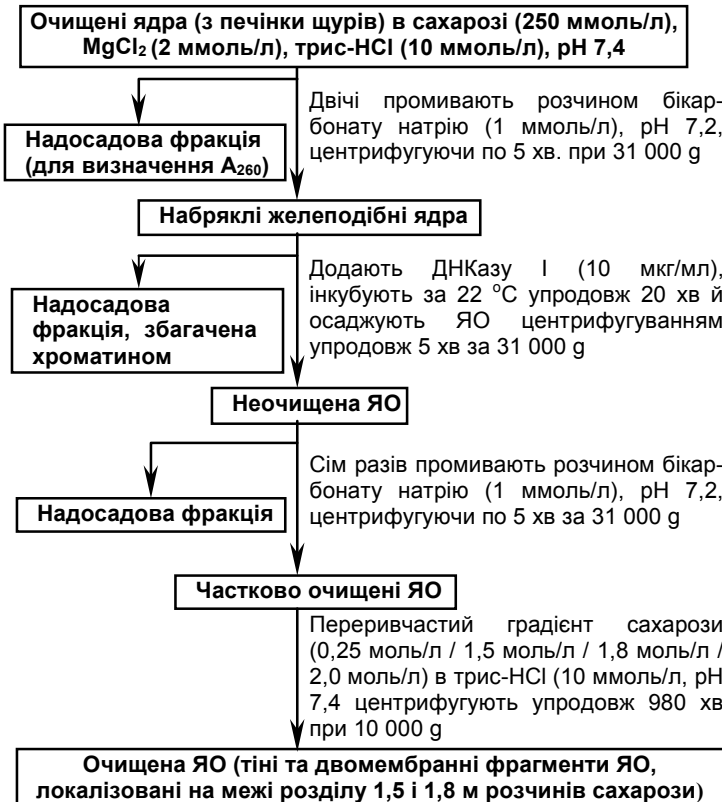 Очищені ядра (з печінки щурів) в сахарозі (250 ммоль/л),
MgCl₂ (2 ммоль/л), трис-HCl (10 ммоль/л), pH 7,4
Двічі промивають розчином бікар-
бонату натрію (1 ммоль/л), pH 7,2,
центрифугуючи по 5 хв. при 31 000 g
Надосадова фракція
(для визначення A₂₆₀)
Набряклі желеподібні ядра
Додають ДНКазу I (10 мкг/мл),
інкубують за 22 °C упродовж 20 хв й
осаджують ЯО центрифугуванням
упродовж 5 хв за 31 000 g
Надосадова
фракція, збагачена
хроматином
Неочищена ЯО
Сім разів промивають розчином бікар-
бонату натрію (1 ммоль/л), pH 7,2,
центрифугуючи по 5 хв за 31 000 g
Надосадова фракція
Частково очищені ЯО
Переривчастий градієнт сахарози
(0,25 моль/л / 1,5 моль/л / 1,8 моль/л /
2,0 моль/л) в трис-HCl (10 ммоль/л, pH
7,4 центрифугують упродовж 980 хв
при 10 000 g
Очищена ЯО (тіні та двомембранні фрагменти ЯО,
локалізовані на межі розділу 1,5 і 1,8 м розчинів сахарози)